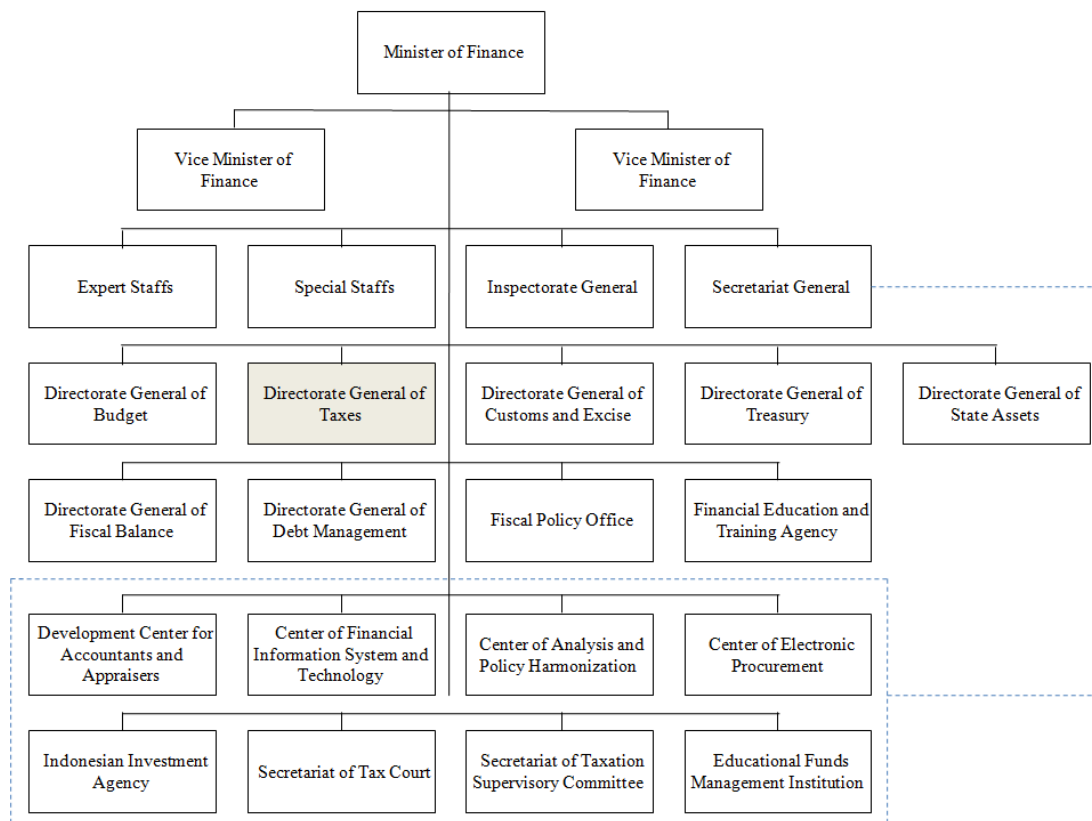 Minister of Finance
Vice Minister of
Finance
Vice Minister of
Finance
Expert Staffs
Special Staffs
Inspectorate General
Secretariat General
Directorate General of
Budget
Directorate General of
Taxes
Directorate General of
Customs and Excise
Directorate General of
Treasury
Directorate General of
State Assets
Directorate General of
Fiscal Balance
Directorate General of
Debt Management
Fiscal Policy Office
Financial Education and
Training Agency
Development Center for
Accountants and
Appraisers
Center of Financial
Information System and
Technology
Center of Analysis and
Policy Harmonization
Center of Electronic
Procurement
Indonesian Investment
Agency
Secretariat of Tax Court
Secretariat of Taxation
Supervisory Committee
Educational Funds
Management Institution